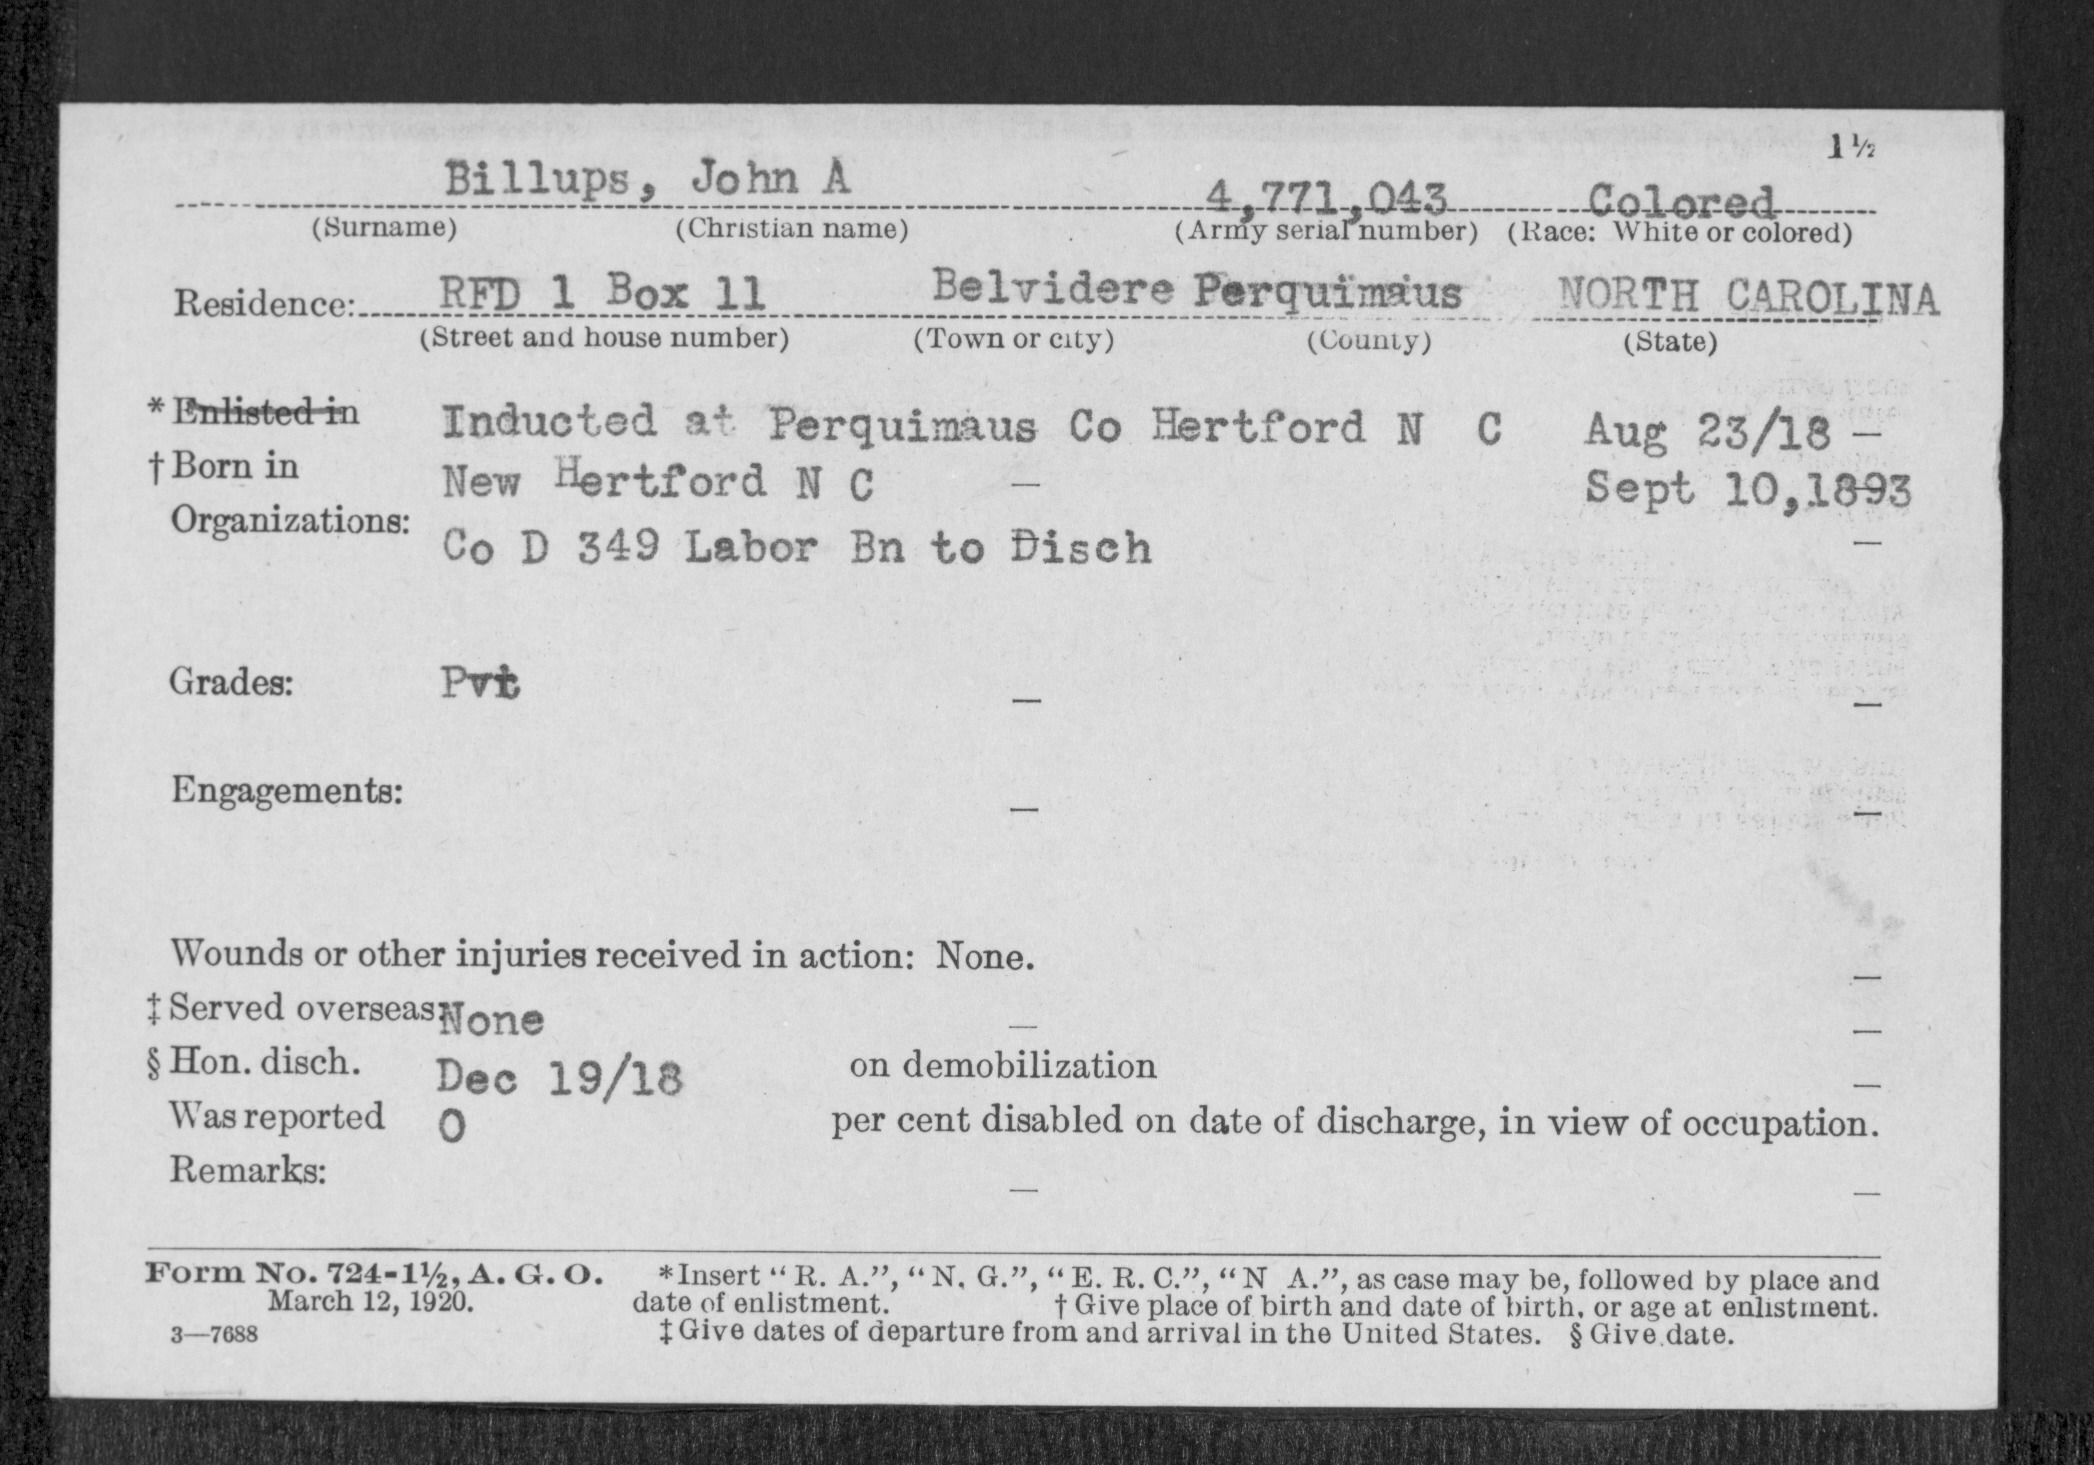 1½
Billups, John A 4,771,043 Colored
(Surname) (Christian name) (Army serial number) (Race: White or colored)
Residence: RFD 1 Box 11 Belvidere Perquimaus NORTH CAROLINA
(Street and house number) (Town or city) (County) (State)
* Enlisted in Inducted at Perquimaus Co Hertford N C Aug 23/18 –
† Born in New Hertford N C – Sept 10,1893
Organizations: Co D 349 Labor Bn to Disch –
Grades: Pvt – –
Engagements: – –
Wounds or other injuries received in action: None. –
‡ Served overseas: None – –
§ Hon. disch. Dec 19/18 on demobilization –
Was reported 0 per cent disabled on date of discharge, in view of occupation.
Remarks: – –
Form No. 724-1½, A. G. O. *Insert “R. A.”, “N. G.”, “E. R. C.”, “N A.”, as case may be, followed by place and
March 12, 1920. date of enlistment. † Give place of birth and date of birth, or age at enlistment.
3—7688 ‡ Give dates of departure from and arrival in the United States. § Give date.